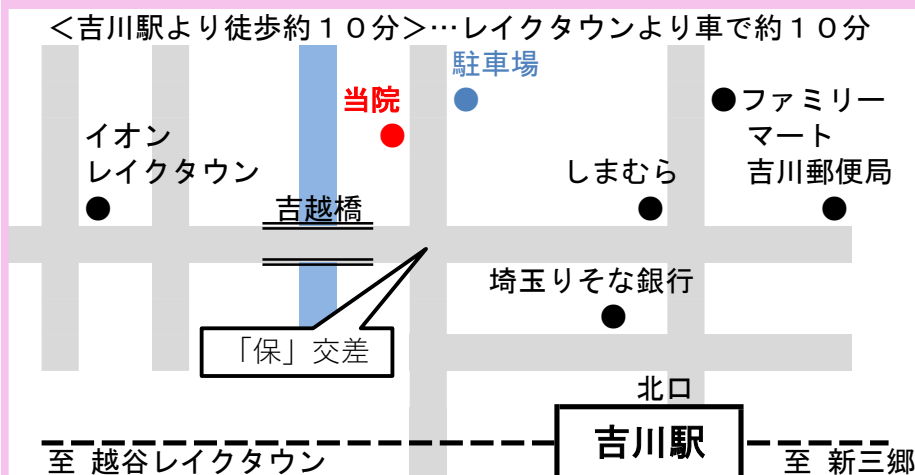 ＜吉川駅より徒歩約１０分＞…レイクタウンより車で約１０分
駐車場
当院
ファミリー
マート
イオン
レイクタウン
しまむら
吉川郵便局
吉越橋
埼玉りそな銀行
「保」交差
北口
吉川駅
至 越谷レイクタウン
至 新三郷